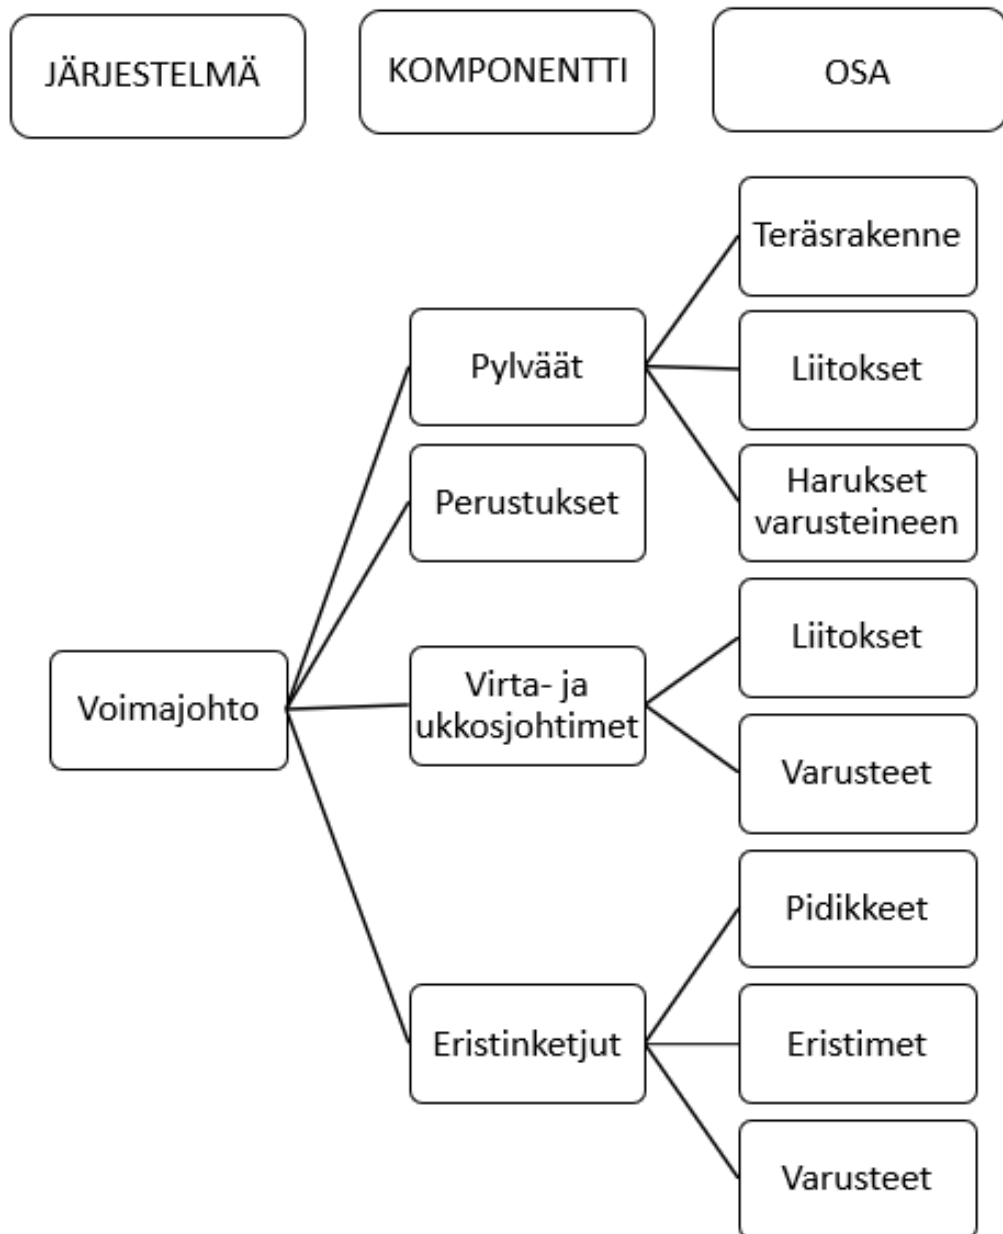 JÄRJESTELMÄ
KOMPONENTTI
OSA
Teräsrakenne
Pylväät
Liitokset
Perustukset
Harukset
varusteineen
Liitokset
Voimajohto
Virta- ja
ukkosjohtimet
Varusteet
Pidikkeet
Eristinketjut
Eristimet
Varusteet